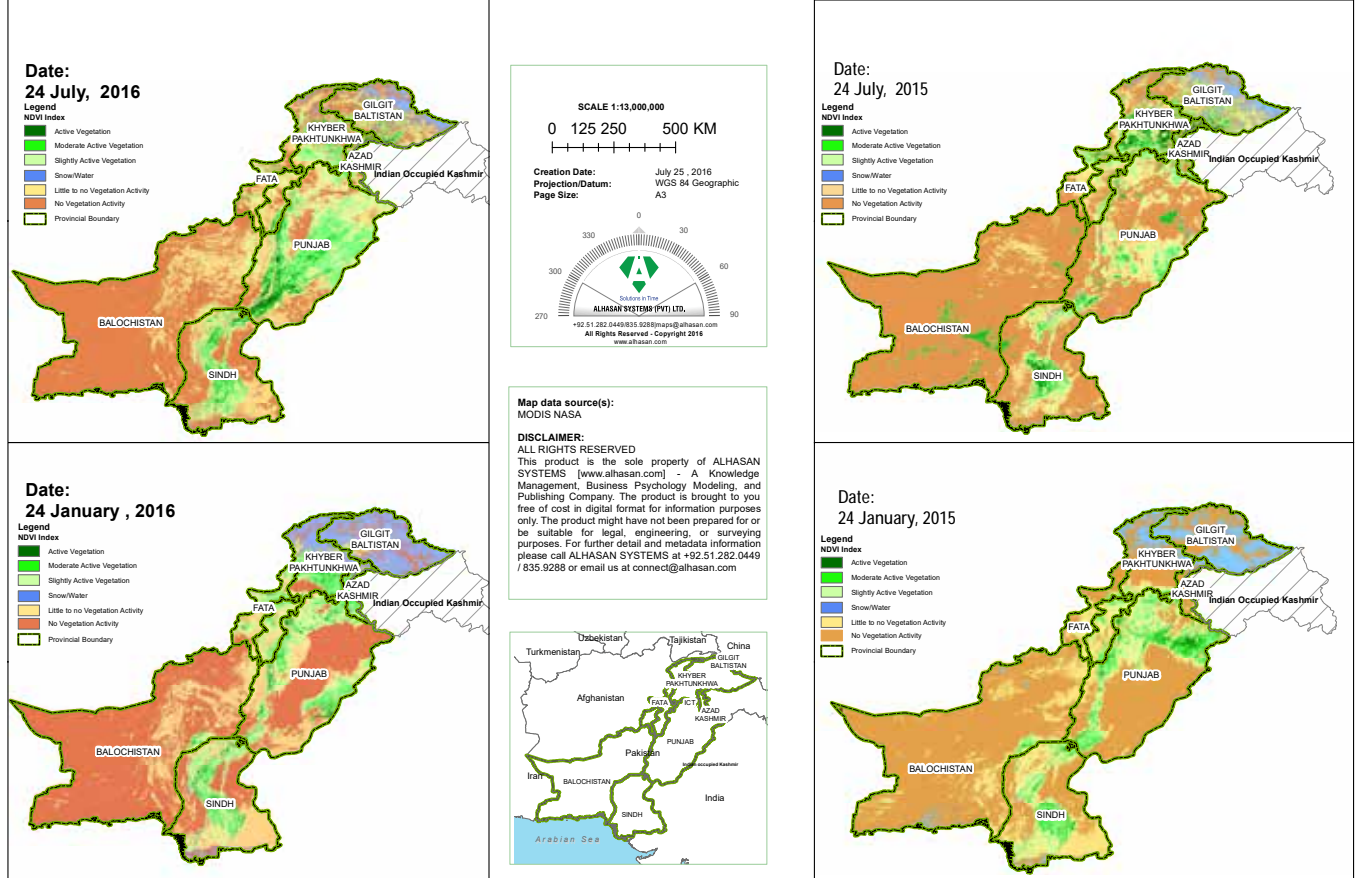 Date:
24 July, 2016
Legend
NDVI Index
Active Vegetation
Moderate Active Vegetation
Slightly Active Vegetation
Snow/Water
Little to no Vegetation Activity
No Vegetation Activity
Provincial Boundary
GILGIT
BALTISTAN
KHYBER
PAKHTUNKHWA
AZAD
KASHMIR
Indian Occupied Kashmir
FATA
PUNJAB
BALOCHISTAN
SINDH
SCALE 1:13,000,000
0 125 250 500 KM
Creation Date: July 25 , 2016
Projection/Datum: WGS 84 Geographic
Page Size: A3
0
330 30
300 60
270 90
Solutions in Time
ALHASAN SYSTEMS (PVT) LTD.
+92.51.282.0449/835.9288|maps@alhasan.com
All Rights Reserved - Copyright 2016
www.alhasan.com
Date:
24 July, 2015
Legend
NDVI Index
Active Vegetation
Moderate Active Vegetation
Slightly Active Vegetation
Snow/Water
Little to no Vegetation Activity
No Vegetation Activity
Provincial Boundary
GILGIT
BALTISTAN
KHYBER
PAKHTUNKHWA
AZAD
KASHMIR
Indian Occupied Kashmir
FATA
PUNJAB
BALOCHISTAN
SINDH
Map data source(s):
MODIS NASA
DISCLAIMER:
ALL RIGHTS RESERVED
This product is the sole property of ALHASAN
SYSTEMS [www.alhasan.com] - A Knowledge
Management, Business Psychology Modeling, and
Publishing Company. The product is brought to you
free of cost in digital format for information purposes
only. The product might have not been prepared for or
be suitable for legal, engineering, or surveying
purposes. For further detail and metadata information
please call ALHASAN SYSTEMS at +92.51.282.0449
/ 835.9288 or email us at connect@alhasan.com
Date:
24 January , 2016
Legend
NDVI Index
Active Vegetation
Moderate Active Vegetation
Slightly Active Vegetation
Snow/Water
Little to no Vegetation Activity
No Vegetation Activity
Provincial Boundary
GILGIT
BALTISTAN
KHYBER
PAKHTUNKHWA
AZAD
KASHMIR
Indian Occupied Kashmir
FATA
PUNJAB
BALOCHISTAN
SINDH
Uzbekistan
Tajikistan
Turkmenistan
China
GILGIT
BALTISTAN
KHYBER
PAKHTUNKHWA
Afghanistan
FATA
ICT
AZAD
KASHMIR
PUNJAB
Pakistan
Indian occupied Kashmir
Iran
BALOCHISTAN
India
SINDH
Arabian Sea
Date:
24 January, 2015
Legend
NDVI Index
Active Vegetation
Moderate Active Vegetation
Slightly Active Vegetation
Snow/Water
Little to no Vegetation Activity
No Vegetation Activity
Provincial Boundary
GILGIT
BALTISTAN
KHYBER
PAKHTUNKHWA
AZAD
KASHMIR
Indian Occupied Kashmir
FATA
PUNJAB
BALOCHISTAN
SINDH